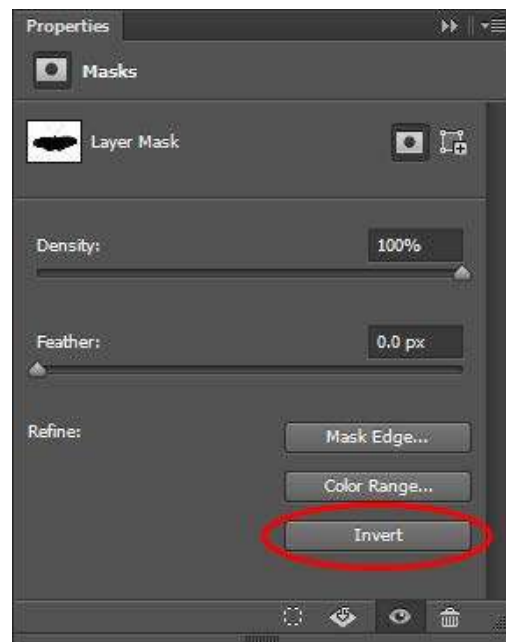 Properties
Masks
Layer Mask
Density: 100%
Feather: 0.0 px
Refine: Mask Edge...
Color Range...
Invert